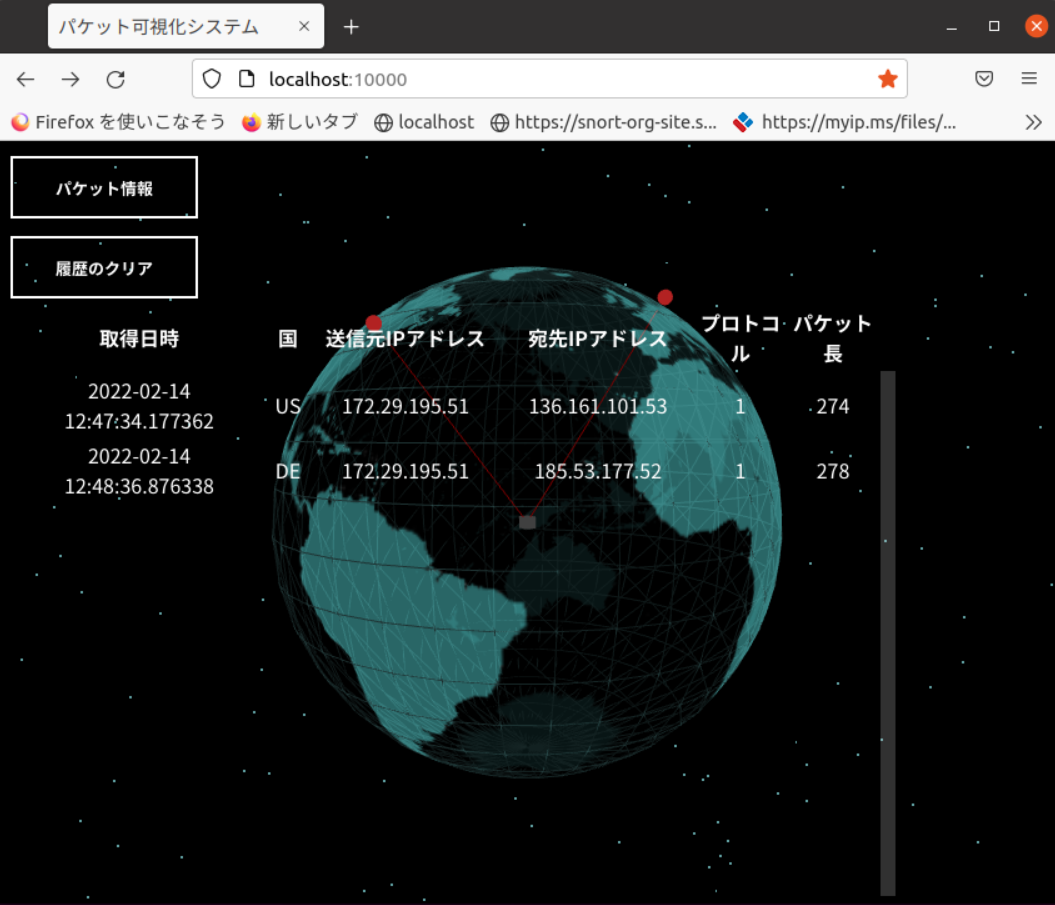 パケット可視化システム
localhost:10000
Firefox を使いこなそう 新しいタブ localhost https://snort-org-site.s... https://myip.ms/files/...
パケット情報
履歴のクリア
取得日時 国 送信元IPアドレス 宛先IPアドレス プロトコ パケット
ル 長
2022-02-14
12:47:34.177362 US 172.29.195.51 136.161.101.53 1 274
2022-02-14
12:48:36.876338 DE 172.29.195.51 185.53.177.52 1 278